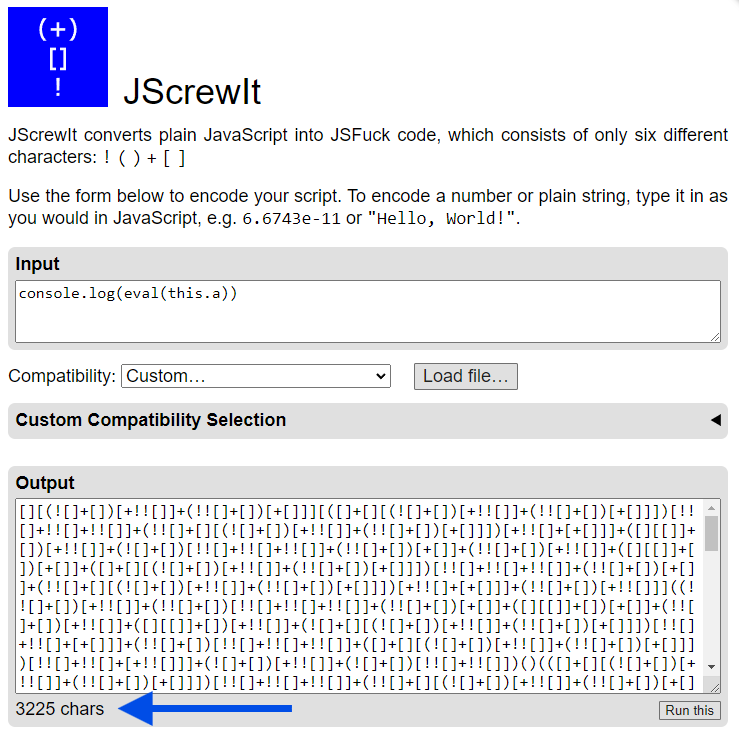 (+)
[]
!
JScrewIt
JScrewIt converts plain JavaScript into JSFuck code, which consists of only six different
characters: ! ( ) + [ ]
Use the form below to encode your script. To encode a number or plain string, type it in as
you would in JavaScript, e.g. 6.6743e-11 or "Hello, World!".
Input
console.log(eval(this.a))
Compatibility: Custom… Load file…
Custom Compatibility Selection
Output
[][(![]+[])[+!![]]+(!![]+[])[+[]]][([]+[][(![]+[])[+!![]]+(!![]+[])[+[]]])[!![
]+!![]+!![]]+(!![]+[][(![]+[])[+!![]]+(!![]+[])[+[]]])[+!![]+[+[]]]+([][[]]+[
])[+!![]]+(![]+[])[!![]+!![]+!![]]+(!![]+[])[+[]]+(!![]+[])[+!![]]+([][[]]+[
])[+[]]+([]+[][(![]+[])[+!![]]+(!![]+[])[+[]]])[!![]+!![]+!![]]+(!![]+[])[+[]
]+(!![]+[][(![]+[])[+!![]]+(!![]+[])[+[]]])[+!![]+[+[]]]+(!![]+[])[+!![]]]((!
![]+[])[+!![]]+(!![]+[])[!![]+!![]+!![]]+(!![]+[])[+[]]+([][[]]+[])[+[]]+(!![
]+[])[+!![]]+([][[]]+[])[+!![]]+(![]+[][(![]+[])[+!![]]+(!![]+[])[+[]]])[!![]
+!![]+[+[]]]+(!![]+[])[!![]+!![]+!![]]+([]+[][(![]+[])[+!![]]+(!![]+[])[+[]]]
)[!![]+!![]+[+!![]]]+(![]+[])[+!![]]+(![]+[])[!![]+!![]])()(([]+[][(![]+[])[+
!![]]+(!![]+[])[+[]]])[!![]+!![]+!![]]+(!![]+[][(![]+[])[+!![]]+(!![]+[])[+[]
3225 chars
Run this